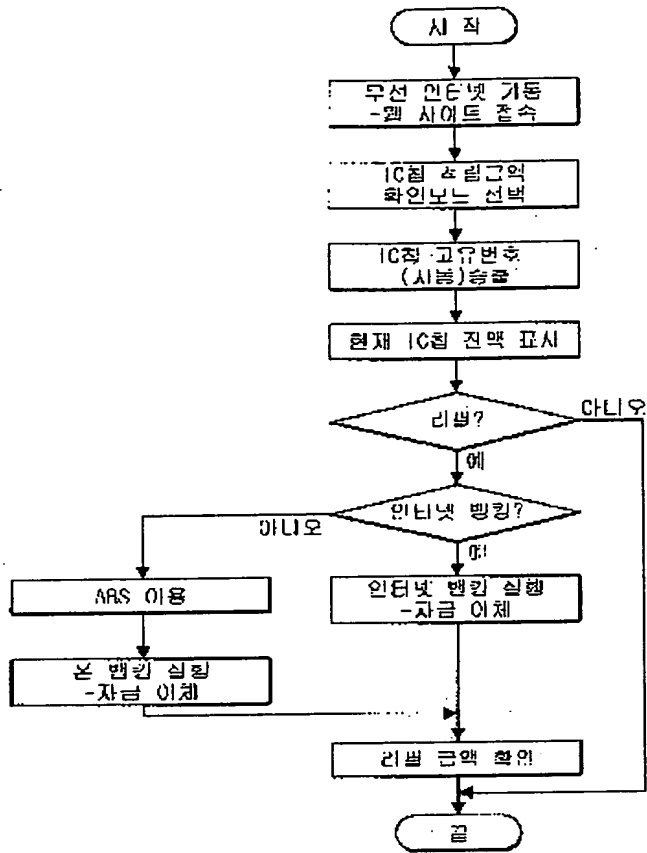 시 작
무선 인터넷 기동
-웹 사이트 접속
IC칩 적립금액
확인모드 선택
IC칩 고유번호
(자동)송출
현재 IC칩 잔액 표시
리필?
아니오
예
인터넷 뱅킹?
아니오
예
ARS 이용
인터넷 뱅킹 실행
-자금 이체
폰 뱅킹 실행
-자금 이체
리필 금액 확인
끝